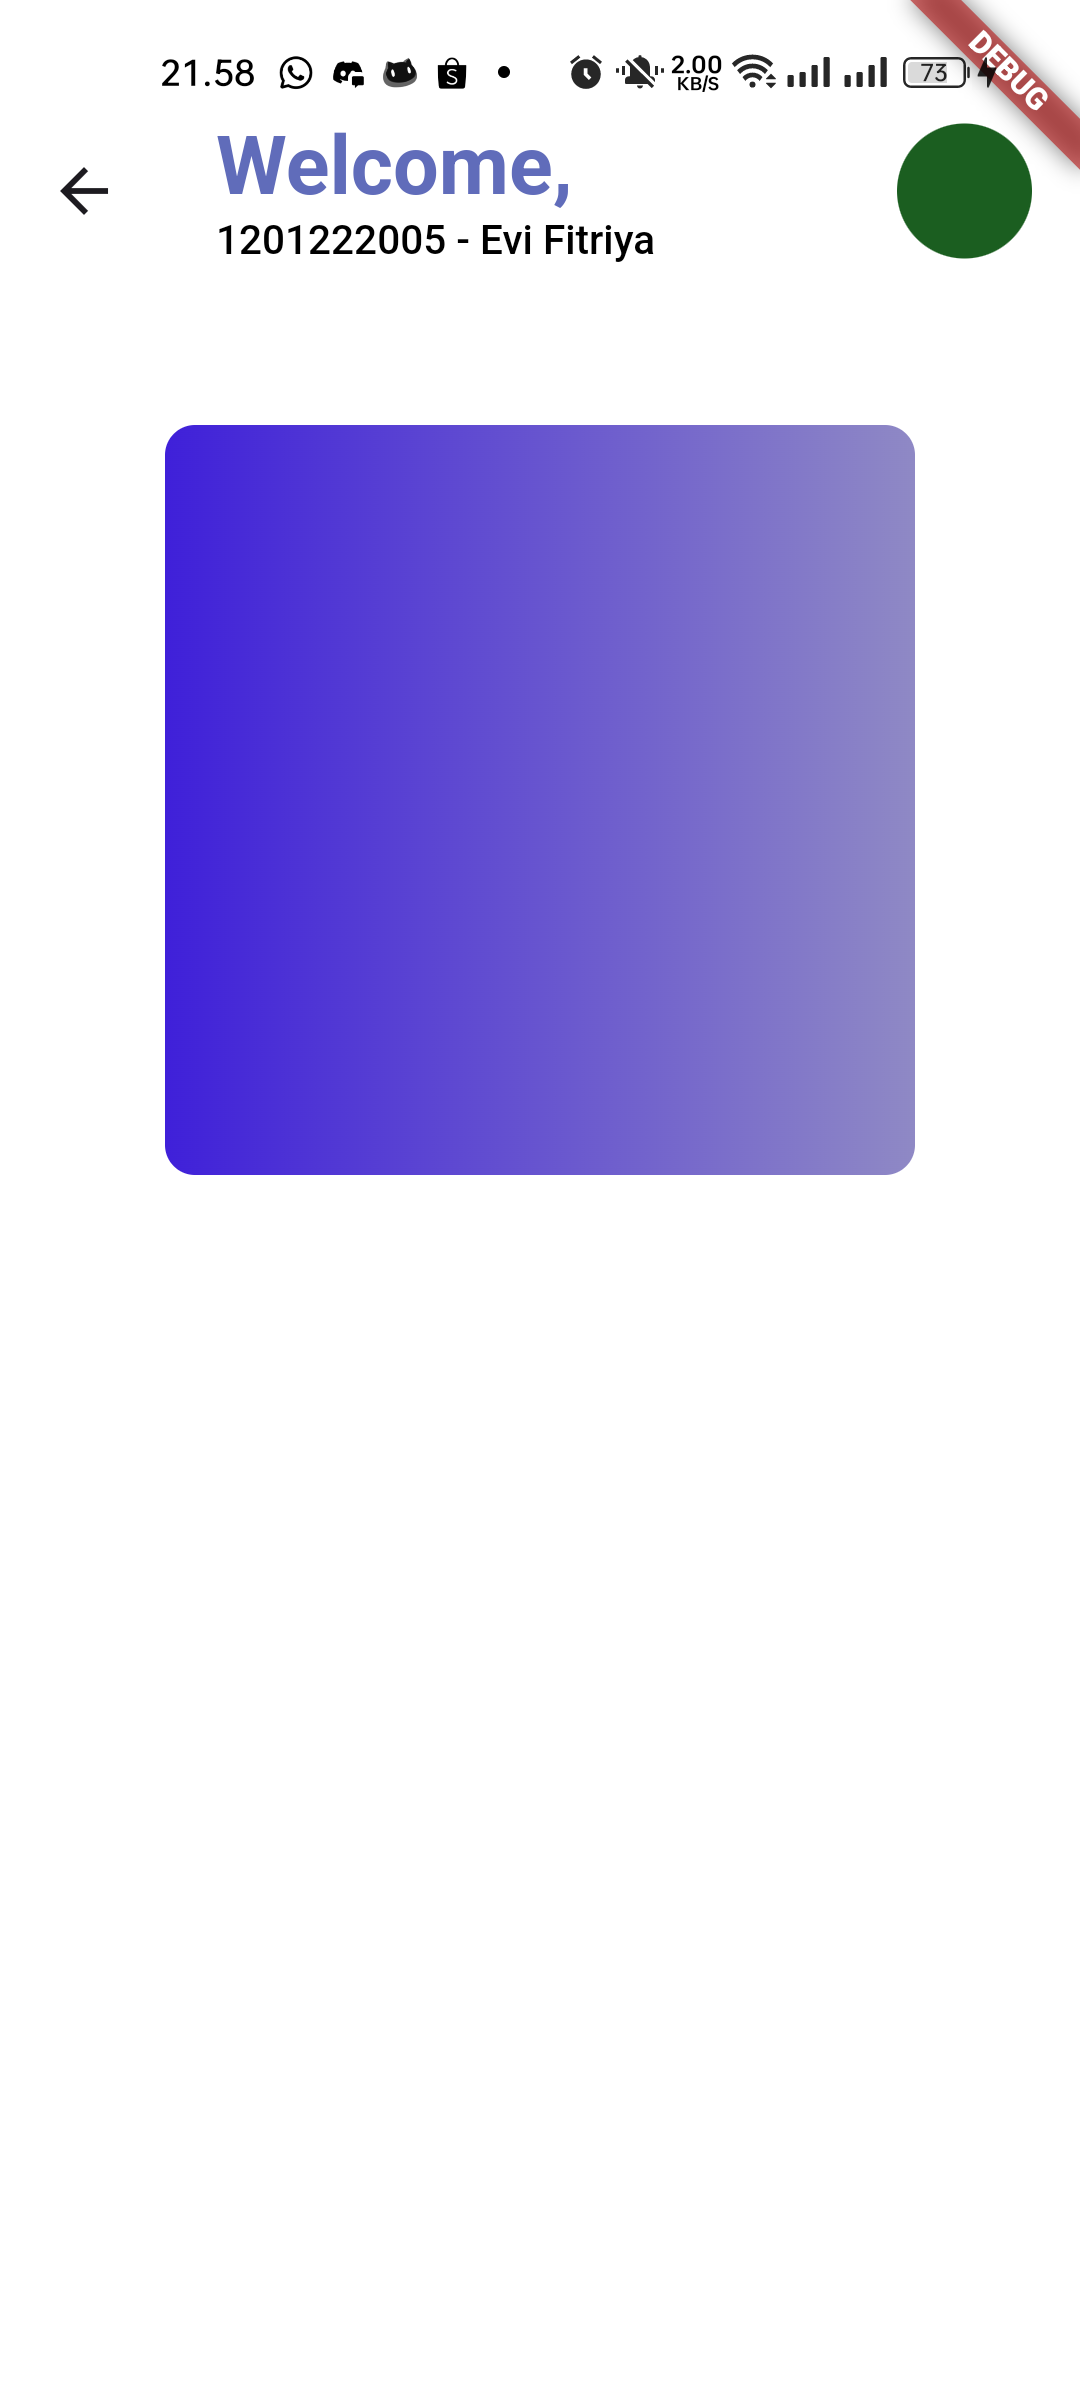 21.58
2.00
KB/S
73
DEBUG
Welcome,
1201222005 - Evi Fitriya